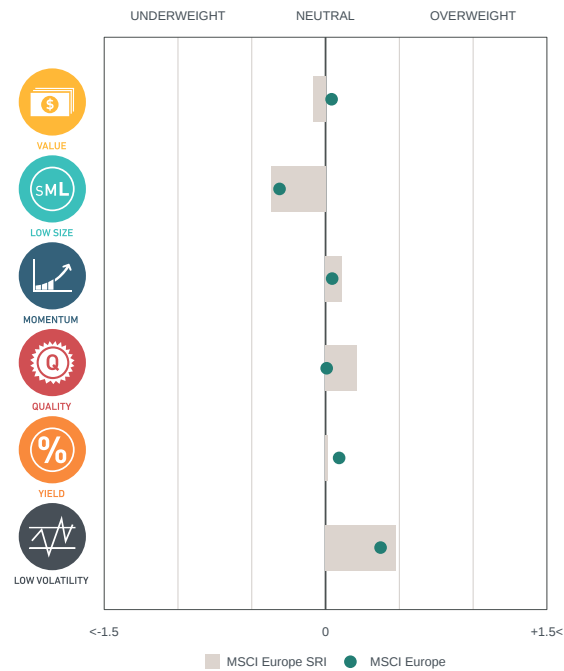 UNDERWEIGHT NEUTRAL OVERWEIGHT
$
VALUE
SML
LOW SIZE
MOMENTUM
Q
QUALITY
%
YIELD
LOW VOLATILITY
<-1.5 0 +1.5<
MSCI Europe SRI MSCI Europe